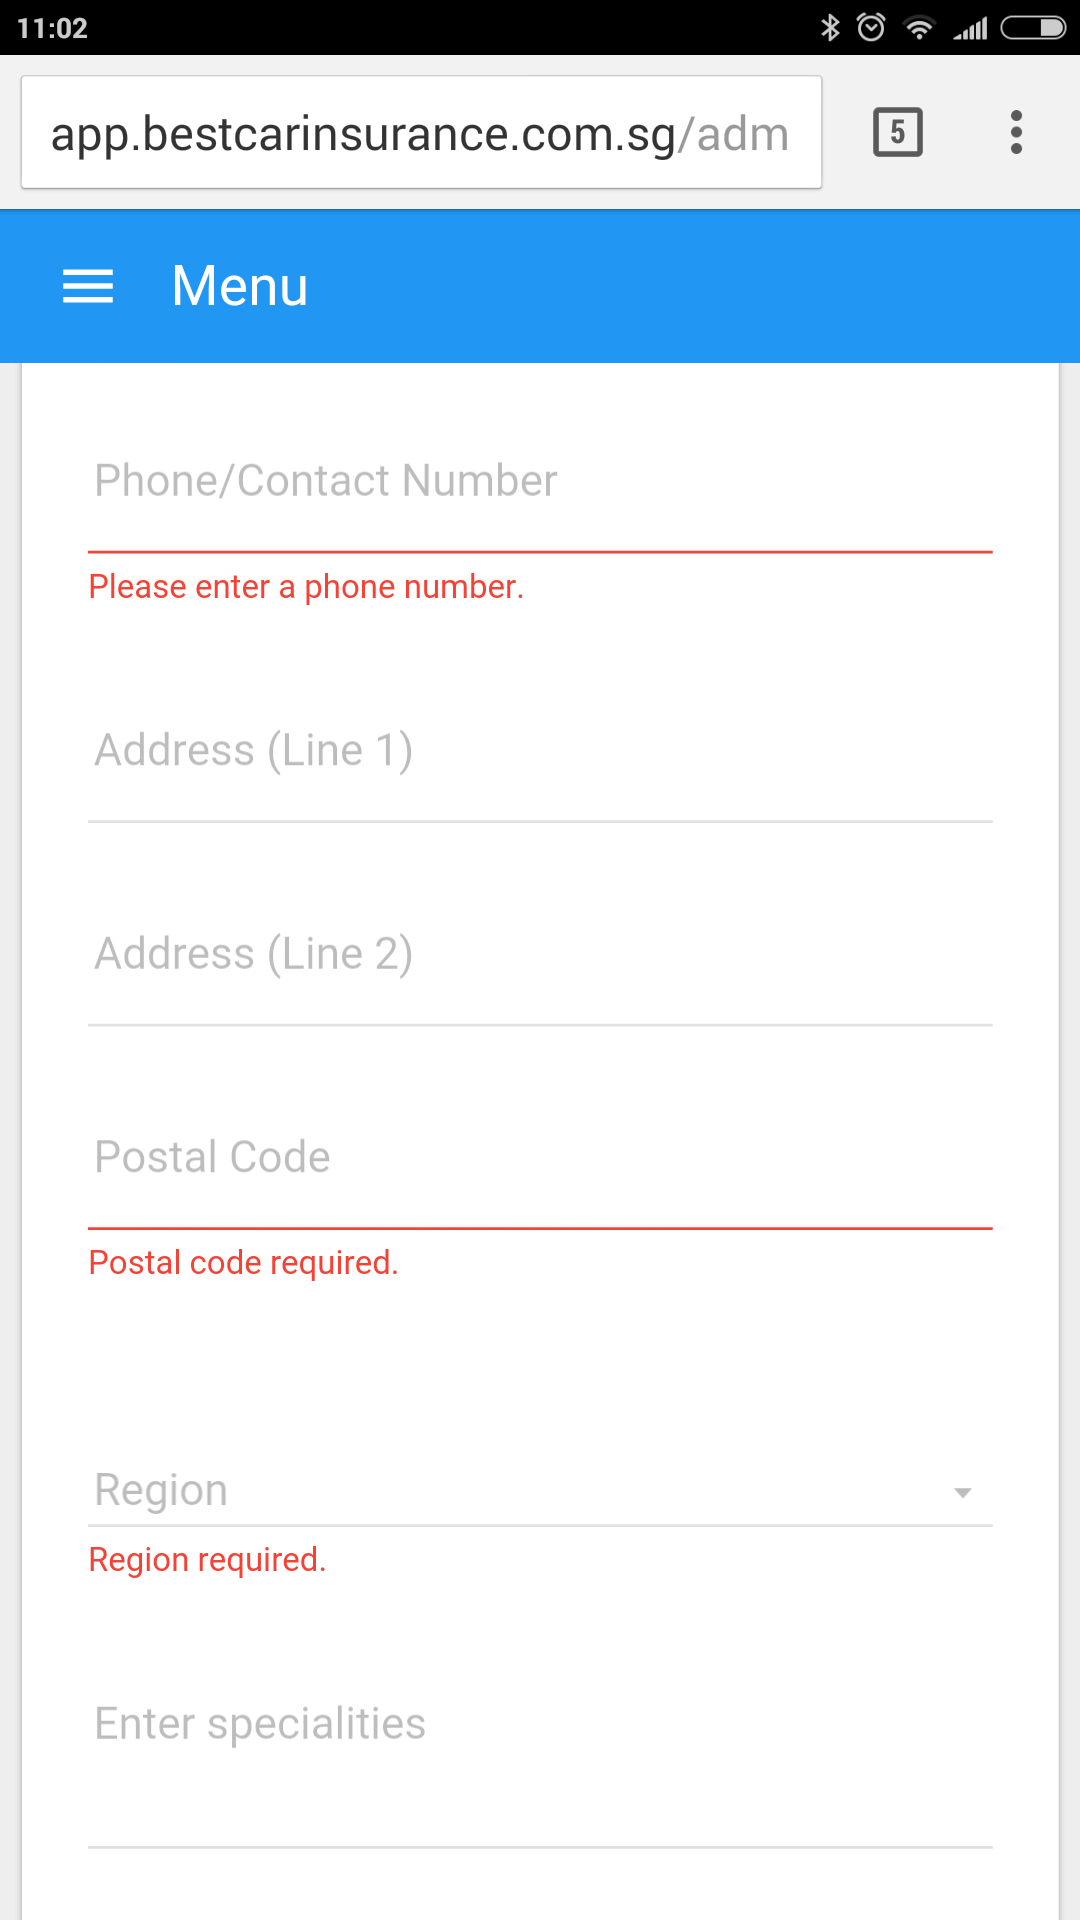 11:02
app.bestcarinsurance.com.sg/adm
5
Menu
Phone/Contact Number
Please enter a phone number.
Address (Line 1)
Address (Line 2)
Postal Code
Postal code required.
Region
Region required.
Enter specialities